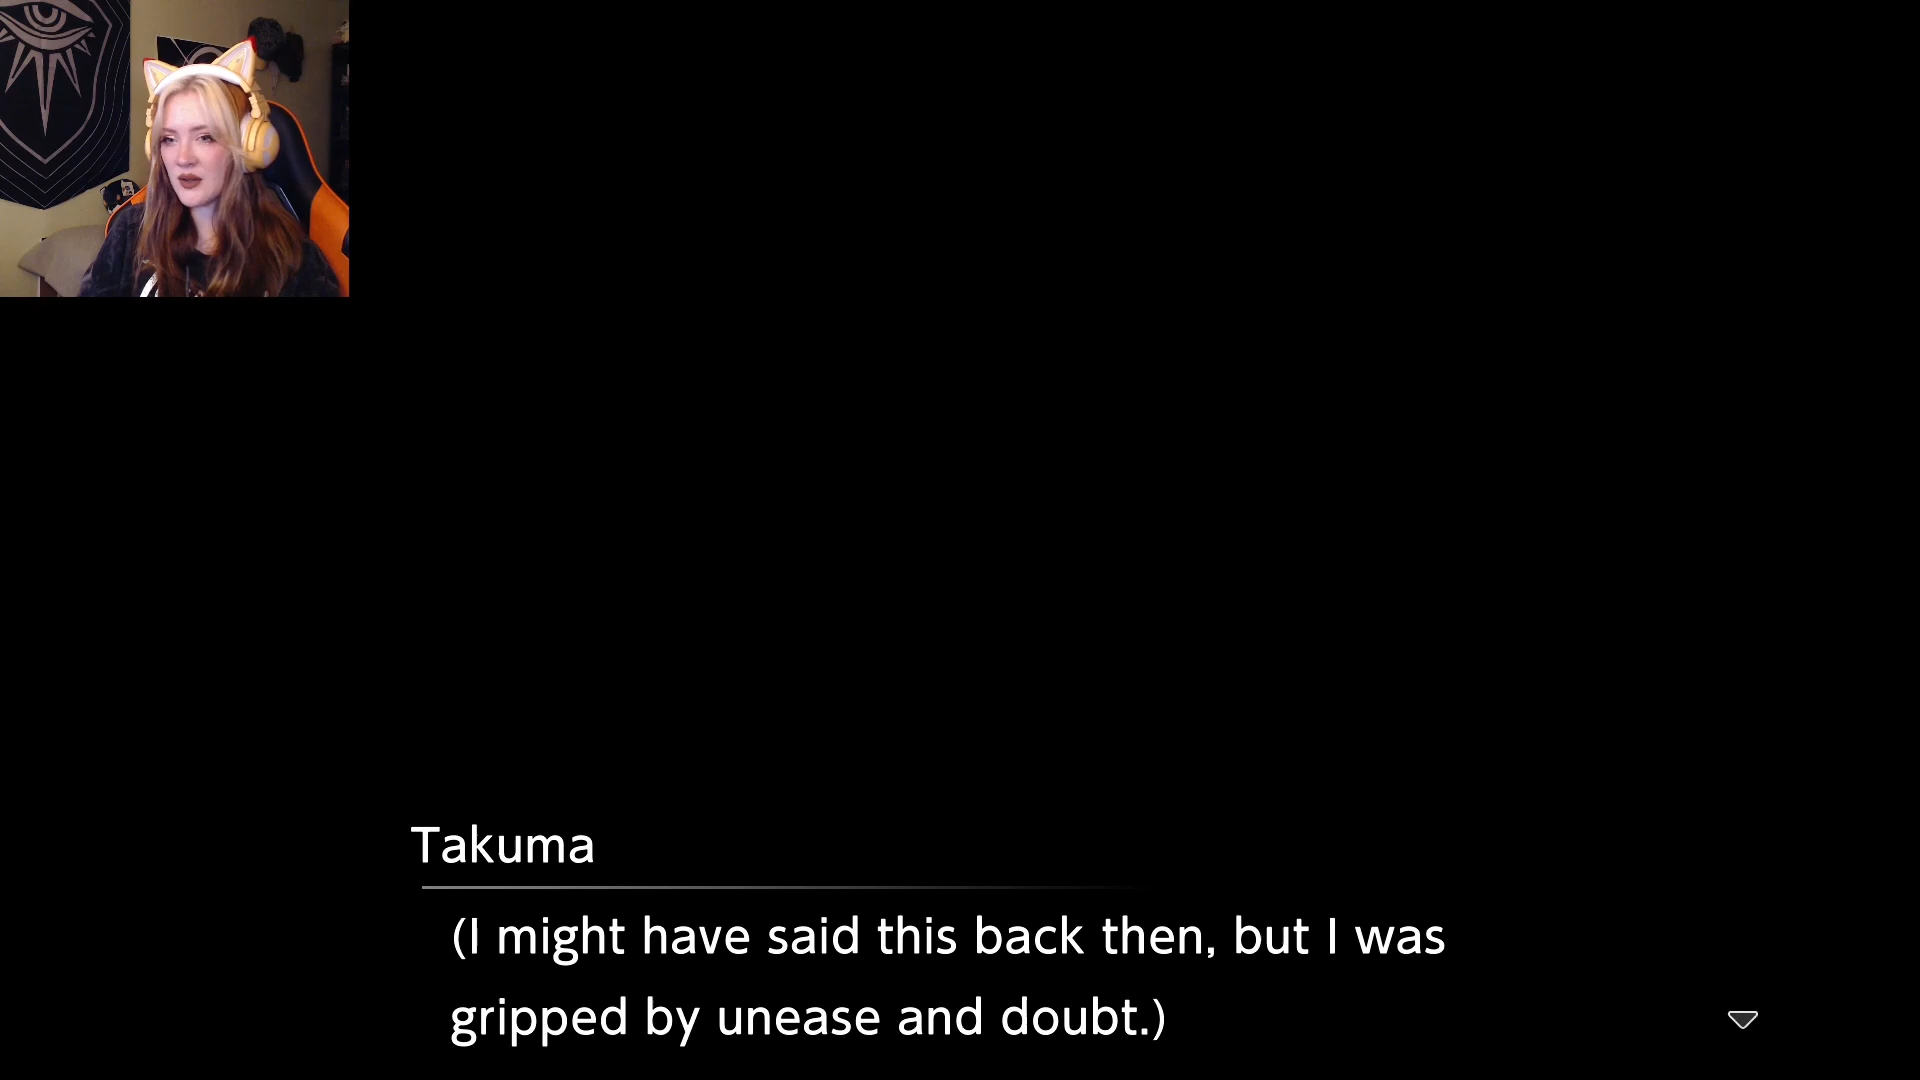 Takuma
(I might have said this back then, but I was
gripped by unease and doubt.)